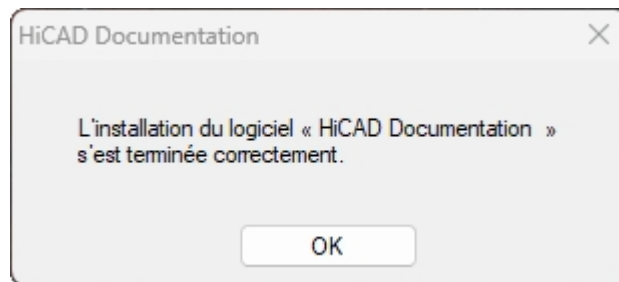 HiCAD Documentation
L'installation du logiciel « HiCAD Documentation »
s'est terminée correctement.
OK